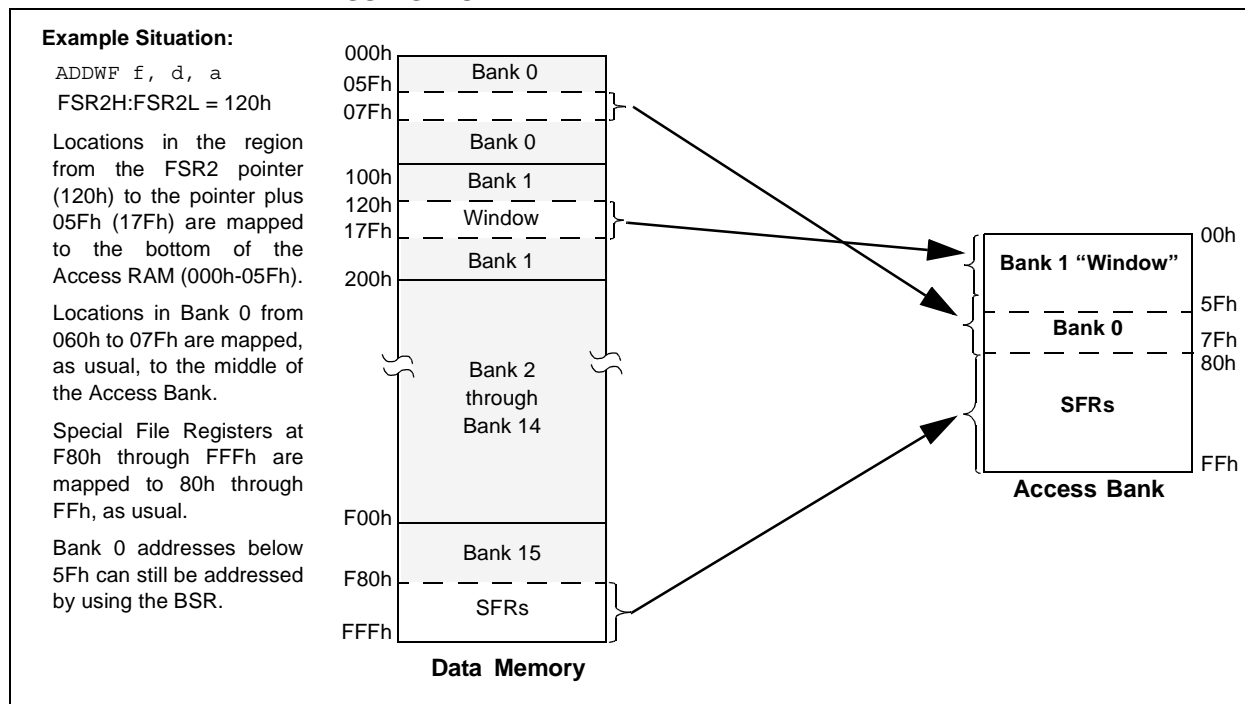 Example Situation:
ADDWF f, d, a
FSR2H:FSR2L = 120h
Locations in the region
from the FSR2 pointer
(120h) to the pointer plus
05Fh (17Fh) are mapped
to the bottom of the
Access RAM (000h-05Fh).
Locations in Bank 0 from
060h to 07Fh are mapped,
as usual, to the middle of
the Access Bank.
Special File Registers at
F80h through FFFh are
mapped to 80h through
FFh, as usual.
Bank 0 addresses below
5Fh can still be addressed
by using the BSR.
000h
Bank 0
05Fh
07Fh
Bank 0
100h
Bank 1
120h
Window
17Fh
Bank 1
200h
Bank 2
through
Bank 14
F00h
Bank 15
F80h
SFRs
FFFh
Data Memory
00h
Bank 1 “Window”
5Fh
Bank 0
7Fh
80h
SFRs
FFh
Access Bank